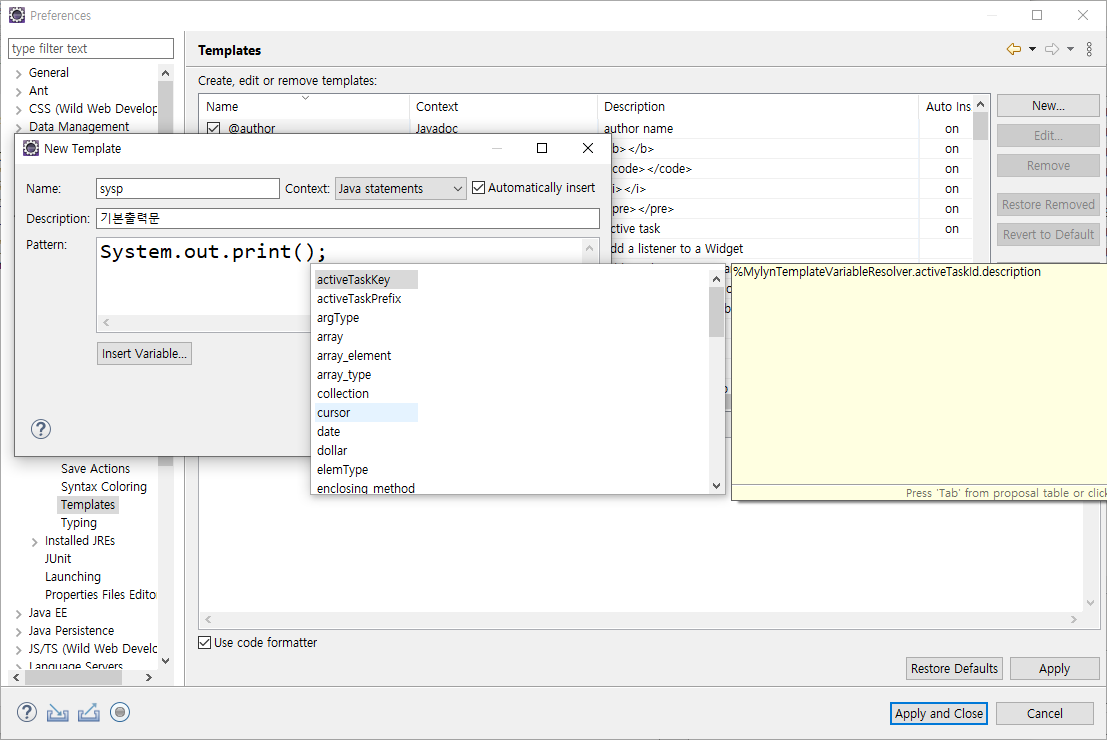 Preferences
type filter text
Templates
General
Ant
CSS (Wild Web Develop
Data Management
Create, edit or remove templates:
Name Context Description Auto Ins
@author Javadoc author name on
b></b> on
code></code> on
i></i> on
pre></pre> on
ctive task on
dd a listener to a Widget
New...
Edit...
Remove
Restore Removed
Revert to Default
New Template
Name: sysp Context: Java statements Automatically insert
Description: 기본출력문
Pattern: System.out.print();
Insert Variable...
activeTaskKey
activeTaskPrefix
argType
array
array_element
array_type
collection
cursor
date
dollar
elemType
enclosing_method
%MylynTemplateVariableResolver.activeTaskId.description
Press 'Tab' from proposal table or click
Save Actions
Syntax Coloring
Templates
Typing
Installed JREs
JUnit
Launching
Properties Files Editor
Java EE
Java Persistence
JS/TS (Wild Web Develo
Language Servers
Use code formatter
Restore Defaults Apply
Apply and Close Cancel